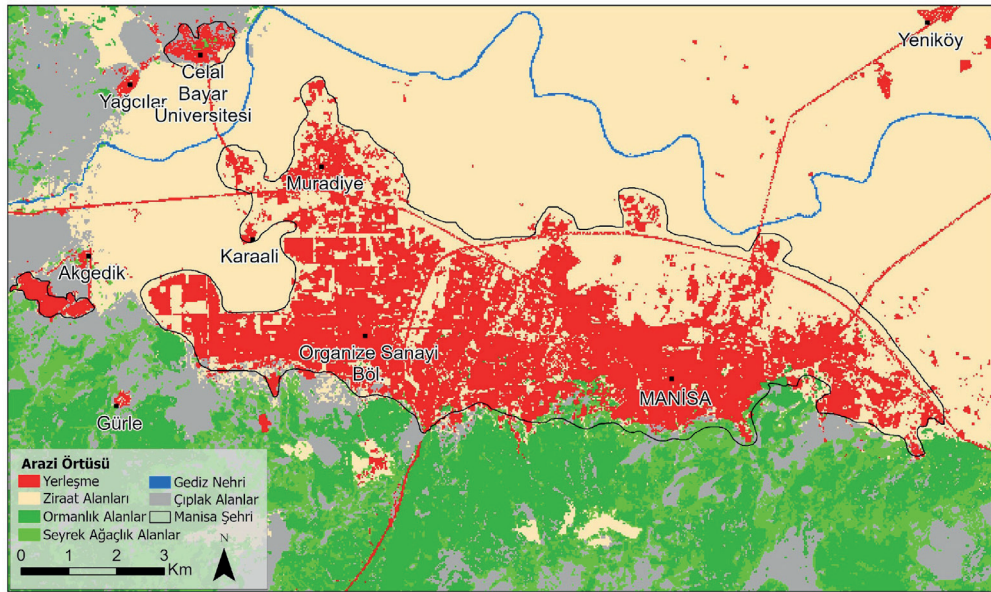 Yeniköy
Celal
Bayar
Üniversitesi
Yağcılar
Muradiye
Karaali
Akgedik
Organize Sanayi
Böl
MANİSA
Gürle
Arazi Örtüsü
Yerleşme
Ziraat Alanları
Ormanlık Alanlar
Seyrek Ağaçlık Alanlar
Gediz Nehri
Çıplak Alanlar
Manisa Şehri
0 1 2 3
Km
N